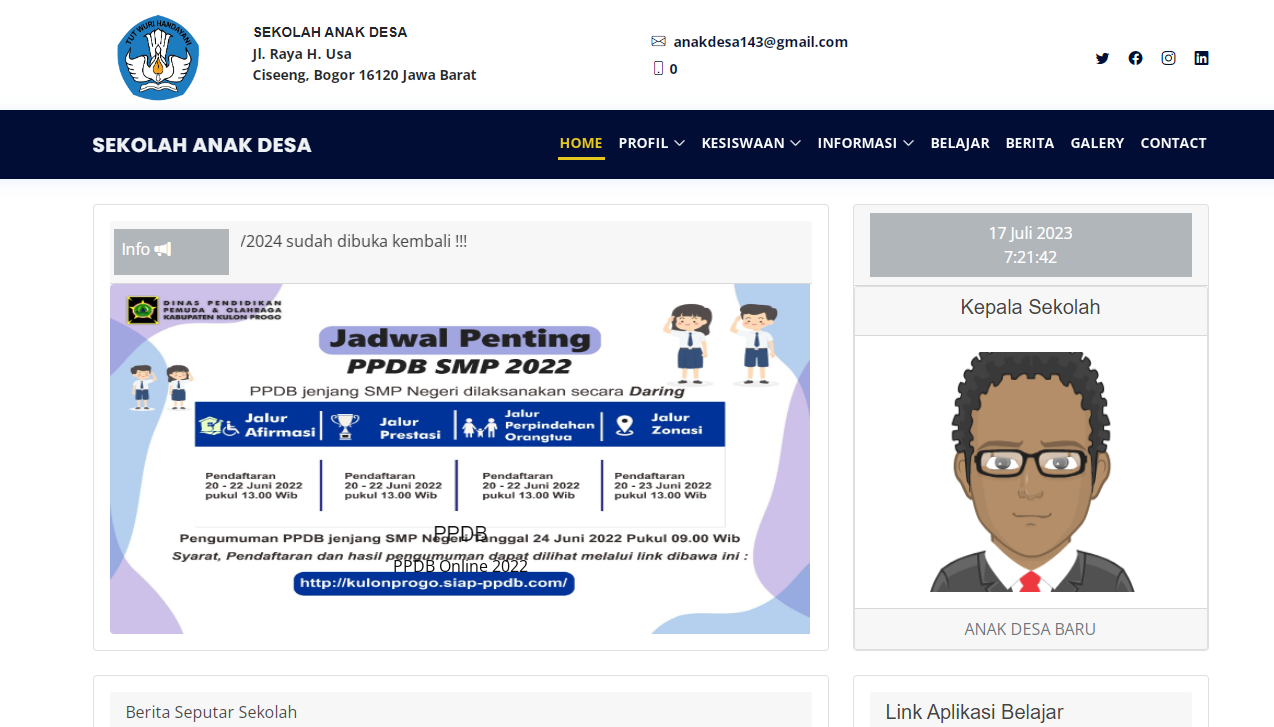 TUT WURI HANDAYANI
SEKOLAH ANAK DESA
Jl. Raya H. Usa
Ciseeng, Bogor 16120 Jawa Barat
anakdesa143@gmail.com
0
SEKOLAH ANAK DESA
HOME PROFIL KESISWAAN INFORMASI BELAJAR BERITA GALERY CONTACT
Info /2024 sudah dibuka kembali !!!
DINAS PENDIDIKAN
PEMUDA & OLAHRAGA
KABUPATEN KULON PROGO
Jadwal Penting
PPDB SMP 2022
PPDB jenjang SMP Negeri dilaksanakan secara Daring
Jalur Afirmasi
Jalur Prestasi
Jalur Perpindahan Orangtua
Jalur Zonasi
Pendaftaran
20 - 22 Juni 2022
pukul 13.00 Wib
Pendaftaran
20 - 22 Juni 2022
pukul 13.00 Wib
Pendaftaran
20 - 22 Juni 2022
pukul 13.00 Wib
Pendaftaran
20 - 23 Juni 2022
pukul 13.00 Wib
PPDB
Pengumuman PPDB jenjang SMP Negeri Tanggal 24 Juni 2022 Pukul 09.00 Wib
Syarat, Pendaftaran dan hasil pengumuman dapat dilihat melalui link dibawa ini :
PPDB Online 2022
http://kulonprogo.siap-ppdb.com/
17 Juli 2023
7:21:42
Kepala Sekolah
ANAK DESA BARU
Berita Seputar Sekolah
Link Aplikasi Belajar